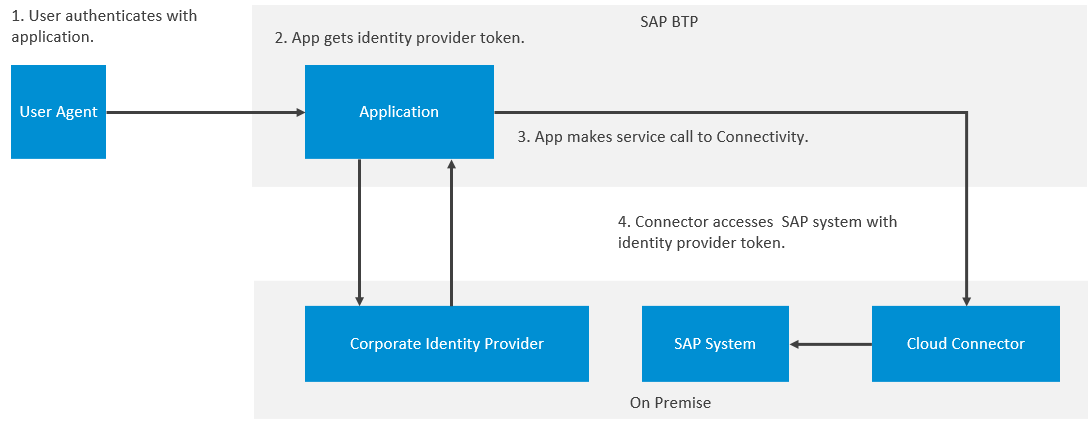 1. User authenticates with
application.
SAP BTP
2. App gets identity provider token.
User Agent
Application
3. App makes service call to Connectivity.
4. Connector accesses  SAP system with
identity provider token.
Corporate Identity Provider
SAP System
Cloud Connector
On Premise